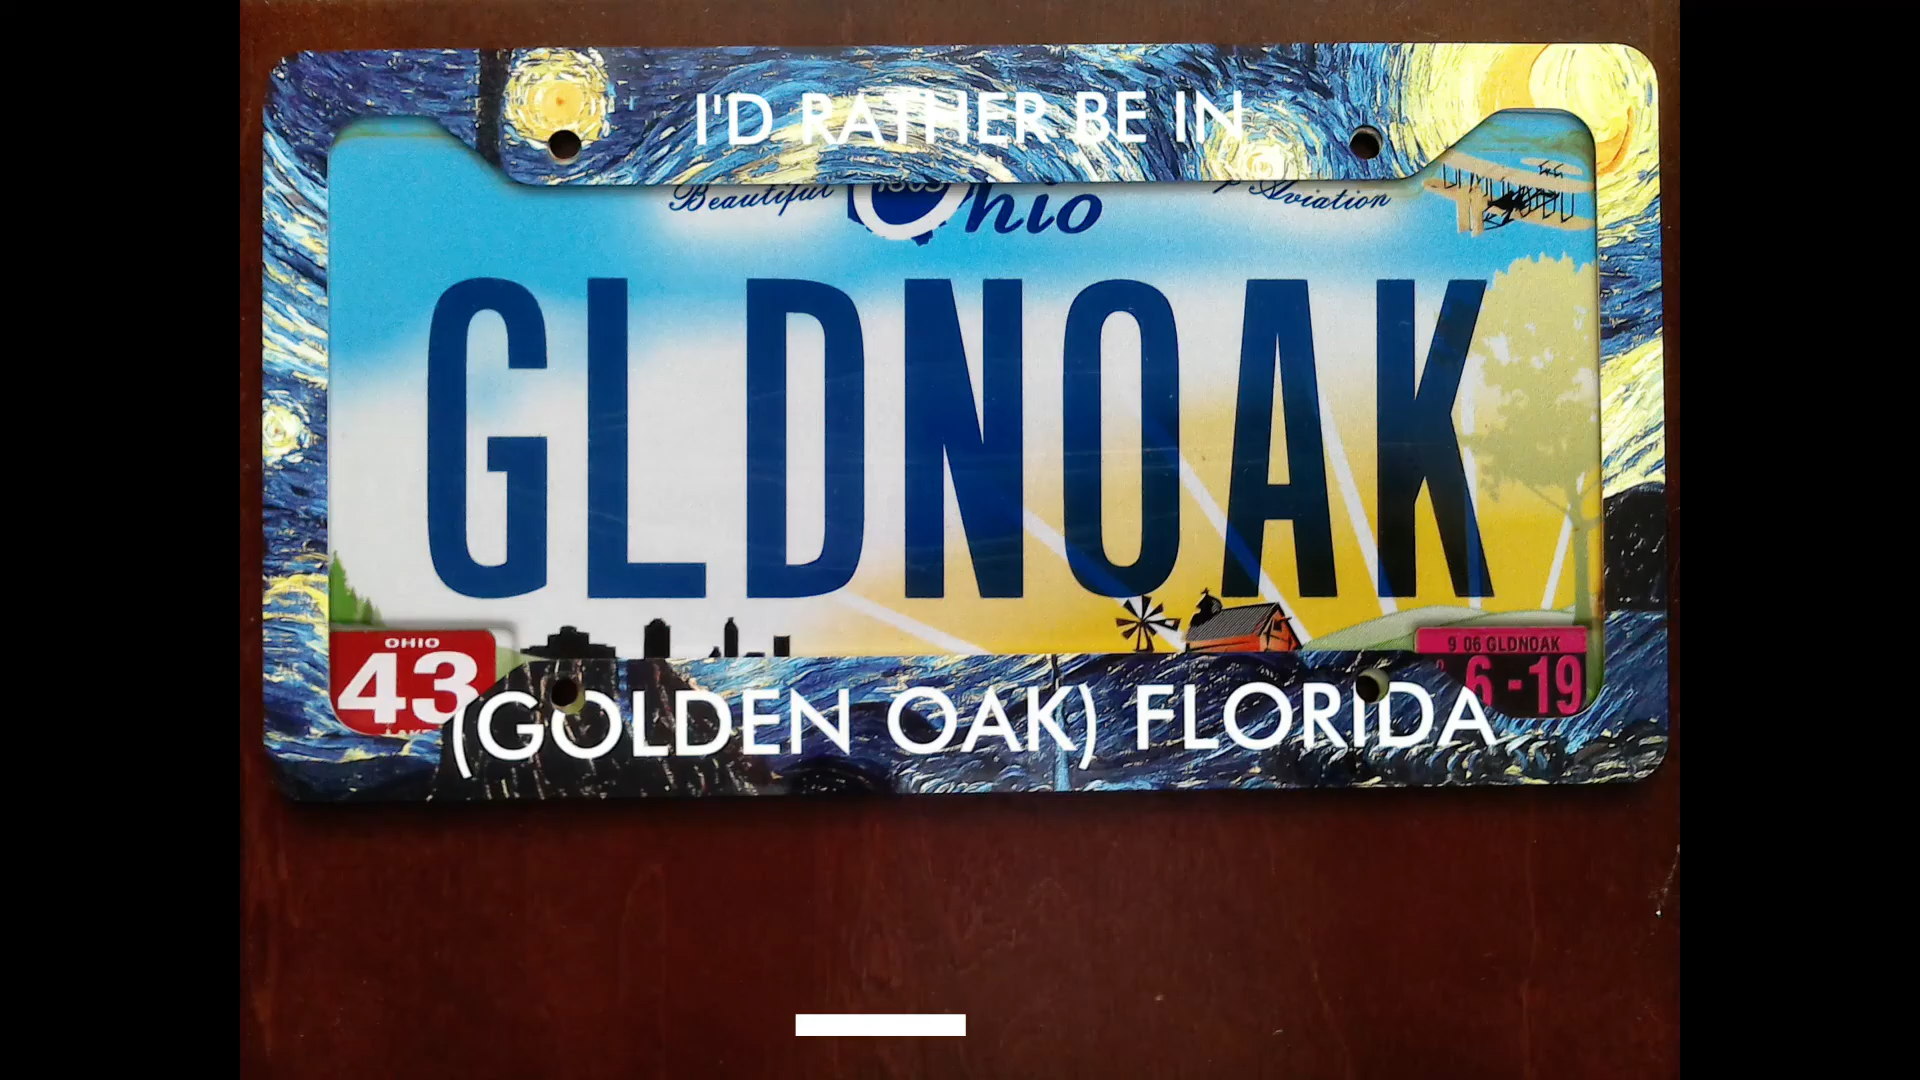 I'D RATHER BE IN
Beautiful Ohio Aviation
GLDNOAK
OHIO
43
9 06 GLDNOAK
6-19
(GOLDEN OAK) FLORIDA